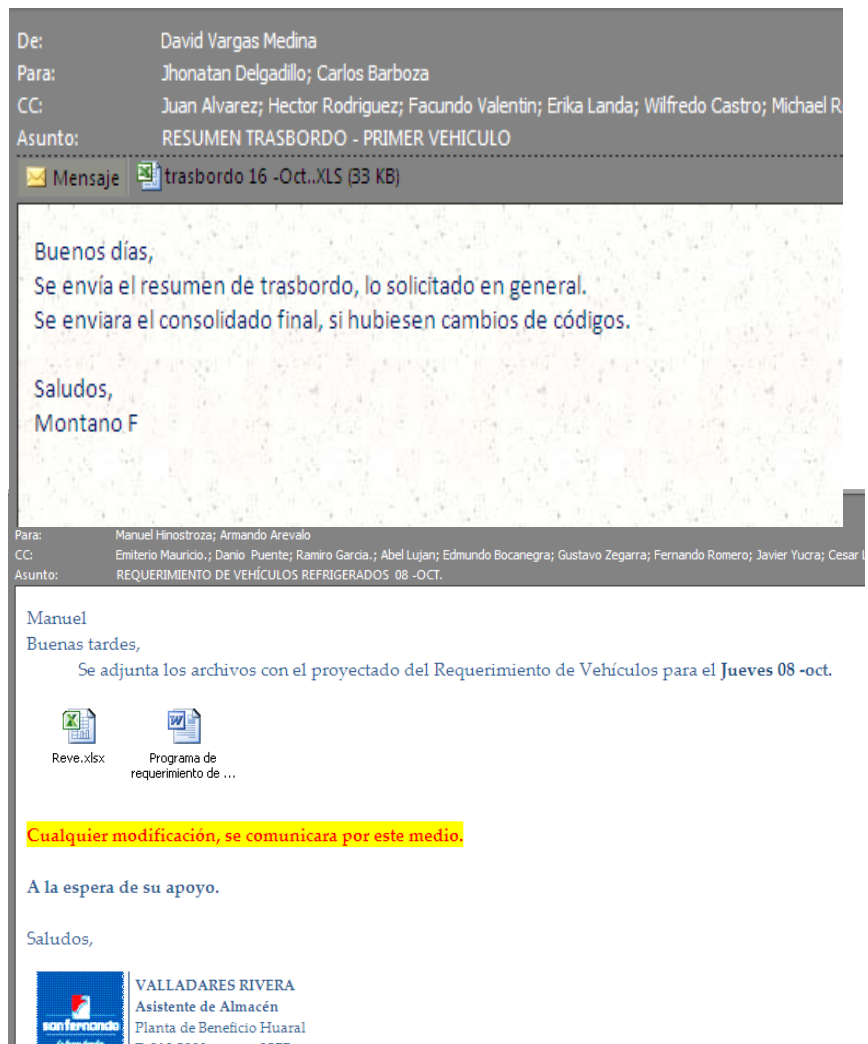 De: David Vargas Medina
Para: Jhonatan Delgadillo; Carlos Barboza
CC: Juan Alvarez; Hector Rodriguez; Facundo Valentin; Erika Landa; Wilfredo Castro; Michael R
Asunto: RESUMEN TRASBORDO - PRIMER VEHICULO
Mensaje trasbordo 16 -Oct..XLS (33 KB)
Buenos días,
Se envía el resumen de trasbordo, lo solicitado en general.
Se enviara el consolidado final, si hubiesen cambios de códigos.
Saludos,
Montano F
Para: Manuel Hinostroza; Armando Arevalo
CC: Emiterio Mauricio.; Danio Puente; Ramiro Garcia.; Abel Lujan; Edmundo Bocanegra; Gustavo Zegarra; Fernando Romero; Javier Yucra; Cesar L
Asunto: REQUERIMIENTO DE VEHÍCULOS REFRIGERADOS 08 -OCT.
Manuel
Buenas tardes,
Se adjunta los archivos con el proyectado del Requerimiento de Vehículos para el Jueves 08 -oct.
Reve.xlsx
Programa de
requerimiento de ...
Cualquier modificación, se comunicara por este medio.
A la espera de su apoyo.
Saludos,
VALLADARES RIVERA
Asistente de Almacén
san fernando
Planta de Beneficio Huaral